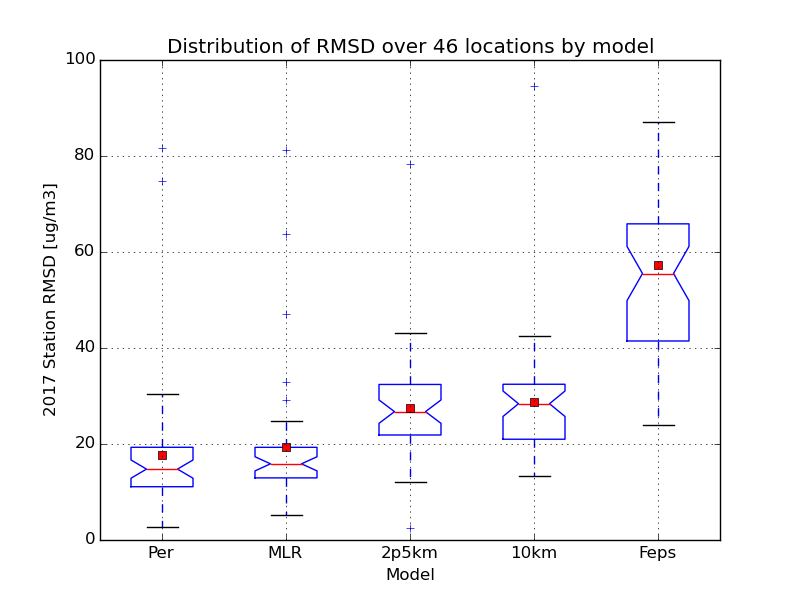 Distribution of RMSD over 46 locations by model
100
80
60
40
20
0
2017 Station RMSD [ug/m3]
Per MLR 2p5km 10km Feps
Model